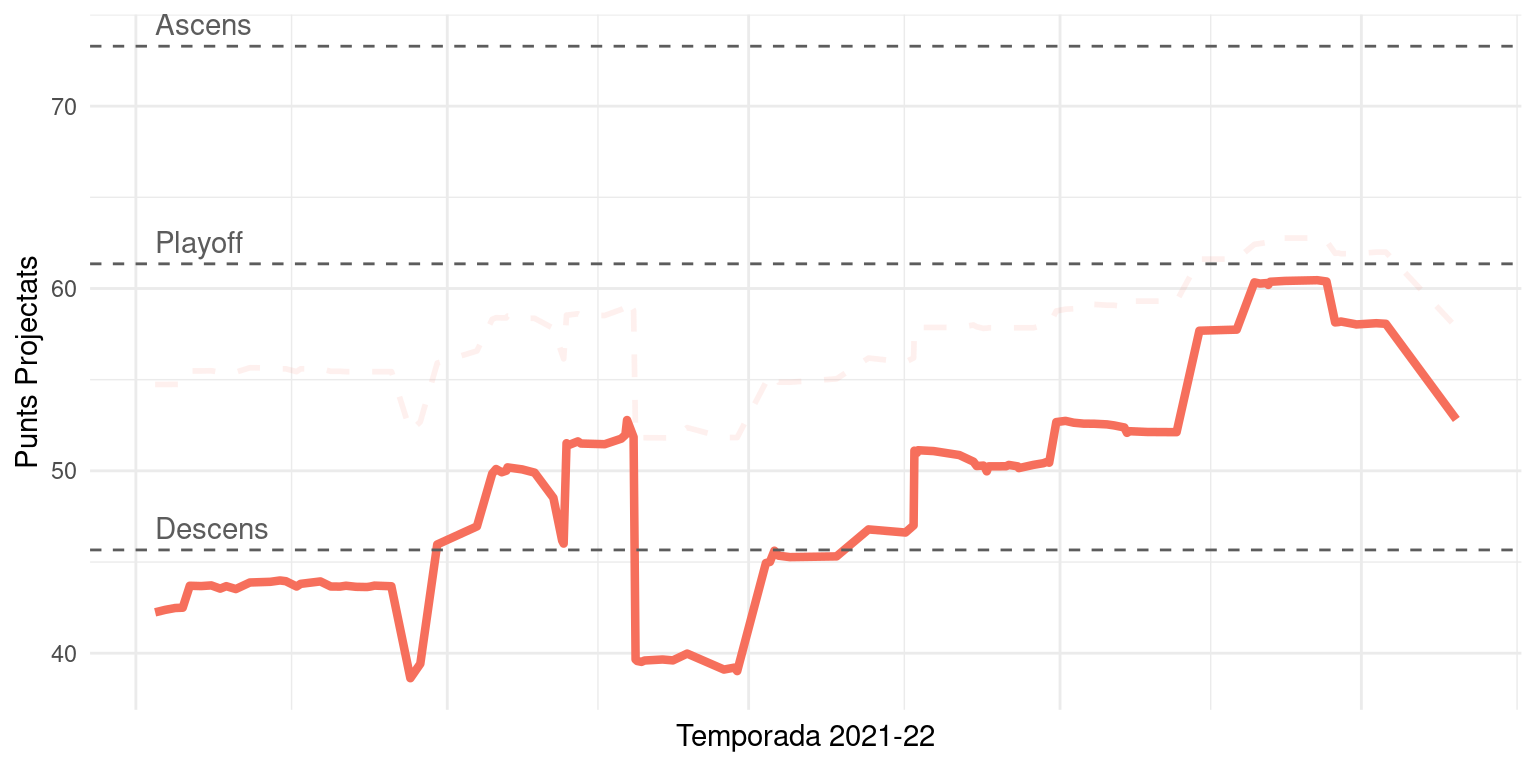 Ascens
70
Playoff
60
50
Descens
40
Punts Projectats
Temporada 2021-22